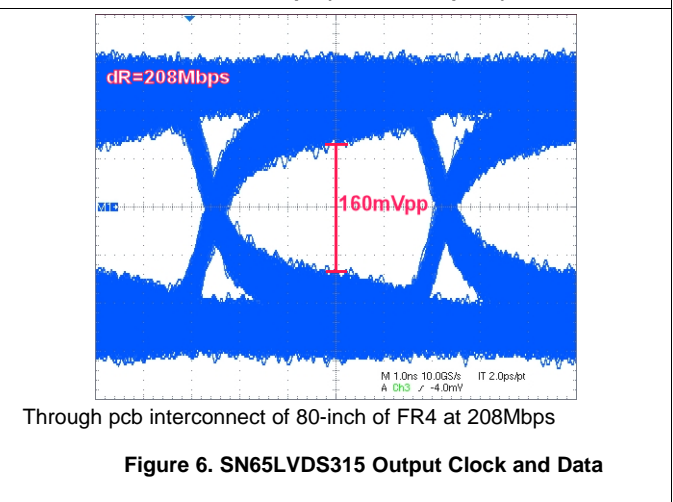 dR=208Mbps
M1
160mVpp
M 1.0ns 10.0GS/s IT 2.0ps/pt
A Ch3 / -4.0mV
Through pcb interconnect of 80-inch of FR4 at 208Mbps
Figure 6. SN65LVDS315 Output Clock and Data